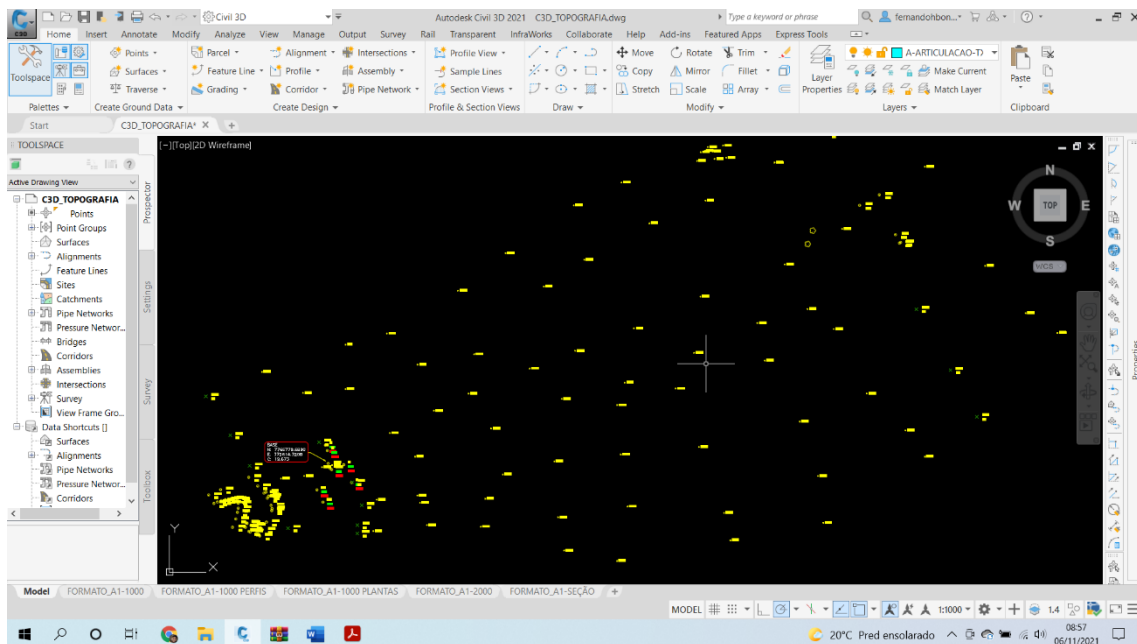 Civil 3D
Autodesk Civil 3D 2021 C3D_TOPOGRAFIA.dwg
Type a keyword or phrase
fernandohbon...
C3D
Home Insert Annotate Modify Analyze View Manage Output Survey Rail Transparent InfraWorks Collaborate Help Add-ins Featured Apps Express Tools
Toolspace
Points
Surfaces
Traverse
Parcel
Feature Line
Grading
Alignment
Profile
Corridor
Intersections
Assembly
Pipe Network
Profile View
Sample Lines
Section Views
Move
Copy
Stretch
Rotate
Mirror
Scale
Trim
Fillet
Array
Layer
Properties
A-ARTICULACAO-T
Make Current
Match Layer
Paste
Palettes Create Ground Data Create Design Profile & Section Views Draw Modify Layers Clipboard
Start C3D_TOPOGRAFIA*
TOOLSPACE
Active Drawing View
C3D_TOPOGRAFIA
Points
Point Groups
Surfaces
Alignments
Feature Lines
Sites
Catchments
Pipe Networks
Pressure Networ...
Bridges
Corridors
Assemblies
Intersections
Survey
View Frame Gro...
Data Shortcuts []
Surfaces
Alignments
Pipe Networks
Pressure Networ...
Corridors
Prospector
Settings
Survey
Toolbox
[−][Top][2D Wireframe]
N
W TOP E
S
WCS
BASE
Y
X
Properties
Model FORMATO_A1-1000 FORMATO_A1-1000 PERFIS FORMATO_A1-1000 PLANTAS FORMATO_A1-2000 FORMATO_A1-SEÇÃO
MODEL 1:1000 1.4
20°C Pred ensolarado
08:57
06/11/2021